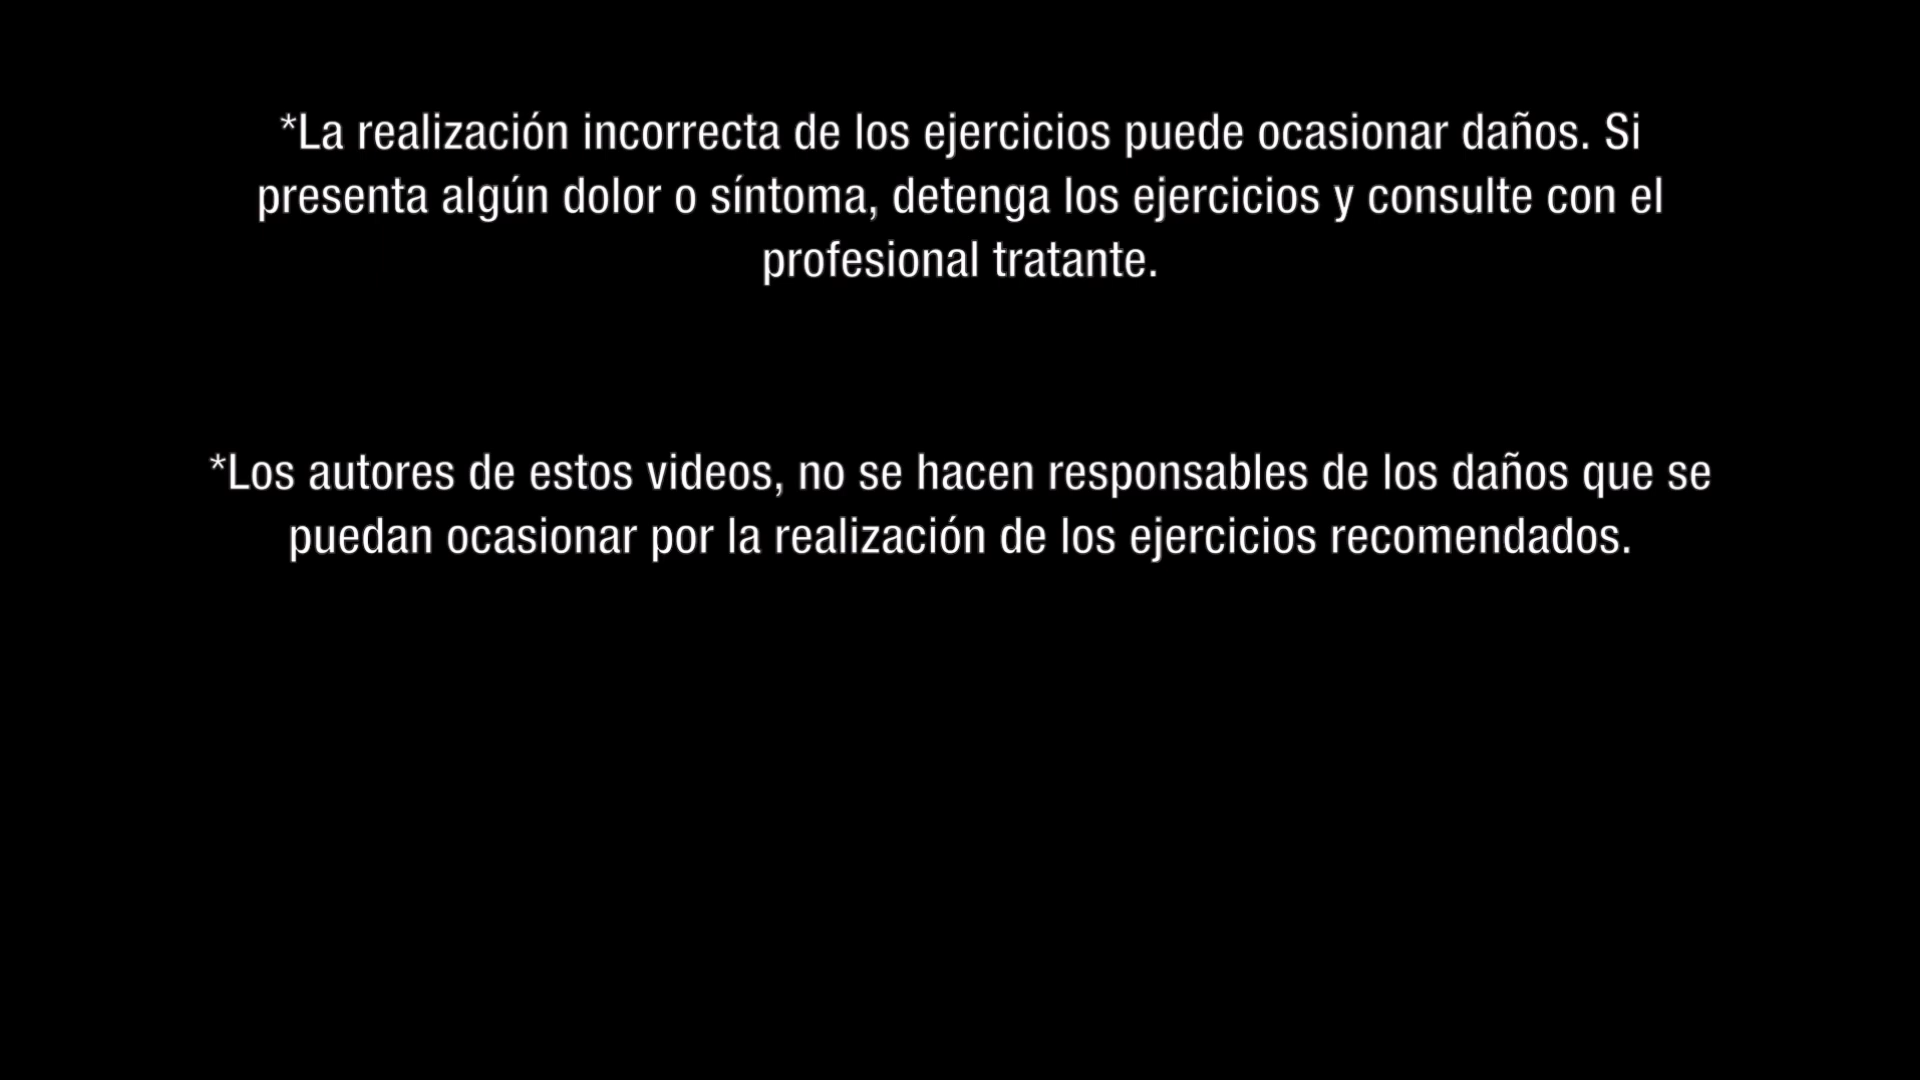 *La realización incorrecta de los ejercicios puede ocasionar daños. Si
presenta algún dolor o síntoma, detenga los ejercicios y consulte con el
profesional tratante.
*Los autores de estos videos, no se hacen responsables de los daños que se
puedan ocasionar por la realización de los ejercicios recomendados.